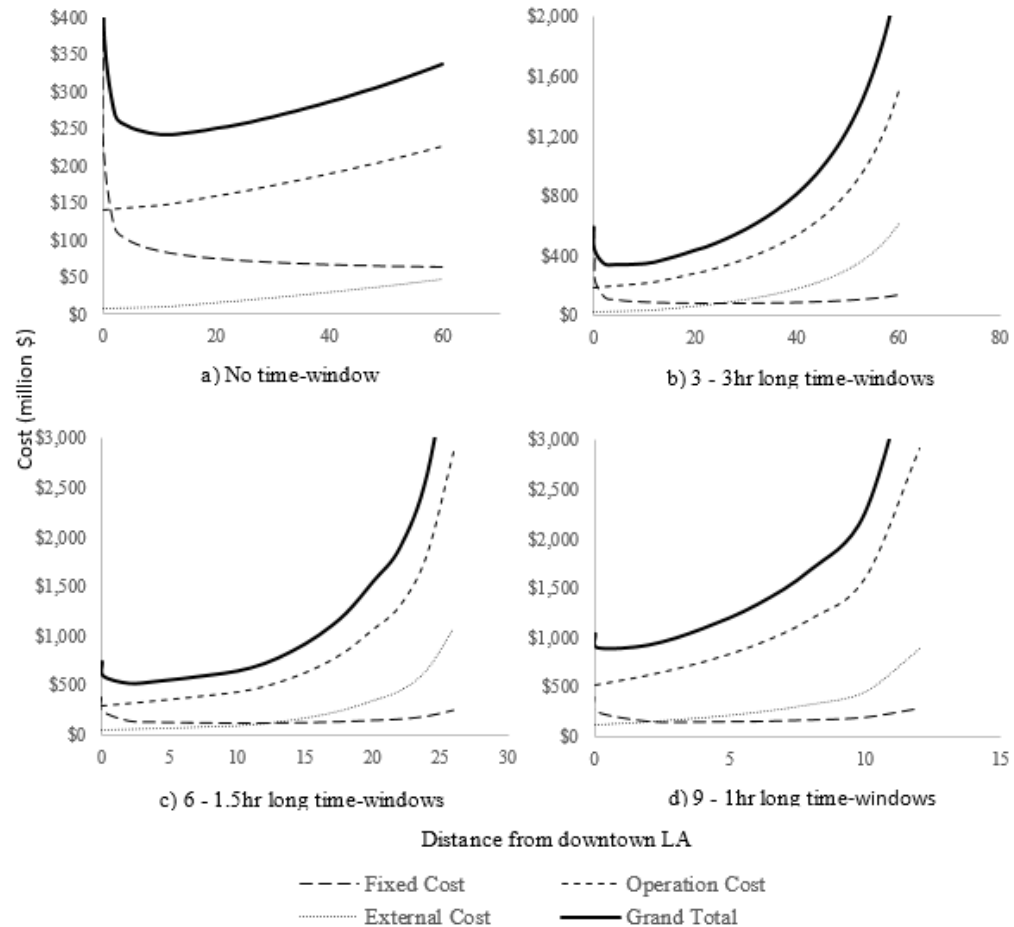 $400
$350
$300
$250
$200
$150
$100
$50
$0
0 20 40 60
a) No time-window
$2,000
$1,600
$1,200
$800
$400
$0
0 20 40 60 80
b) 3 - 3hr long time-windows
Cost (million $)
$3,000
$2,500
$2,000
$1,500
$1,000
$500
$0
0 5 10 15 20 25 30
c) 6 - 1.5hr long time-windows
$3,000
$2,500
$2,000
$1,500
$1,000
$500
$0
0 5 10 15
d) 9 - 1hr long time-windows
Distance from downtown LA
Fixed Cost Operation Cost
External Cost Grand Total